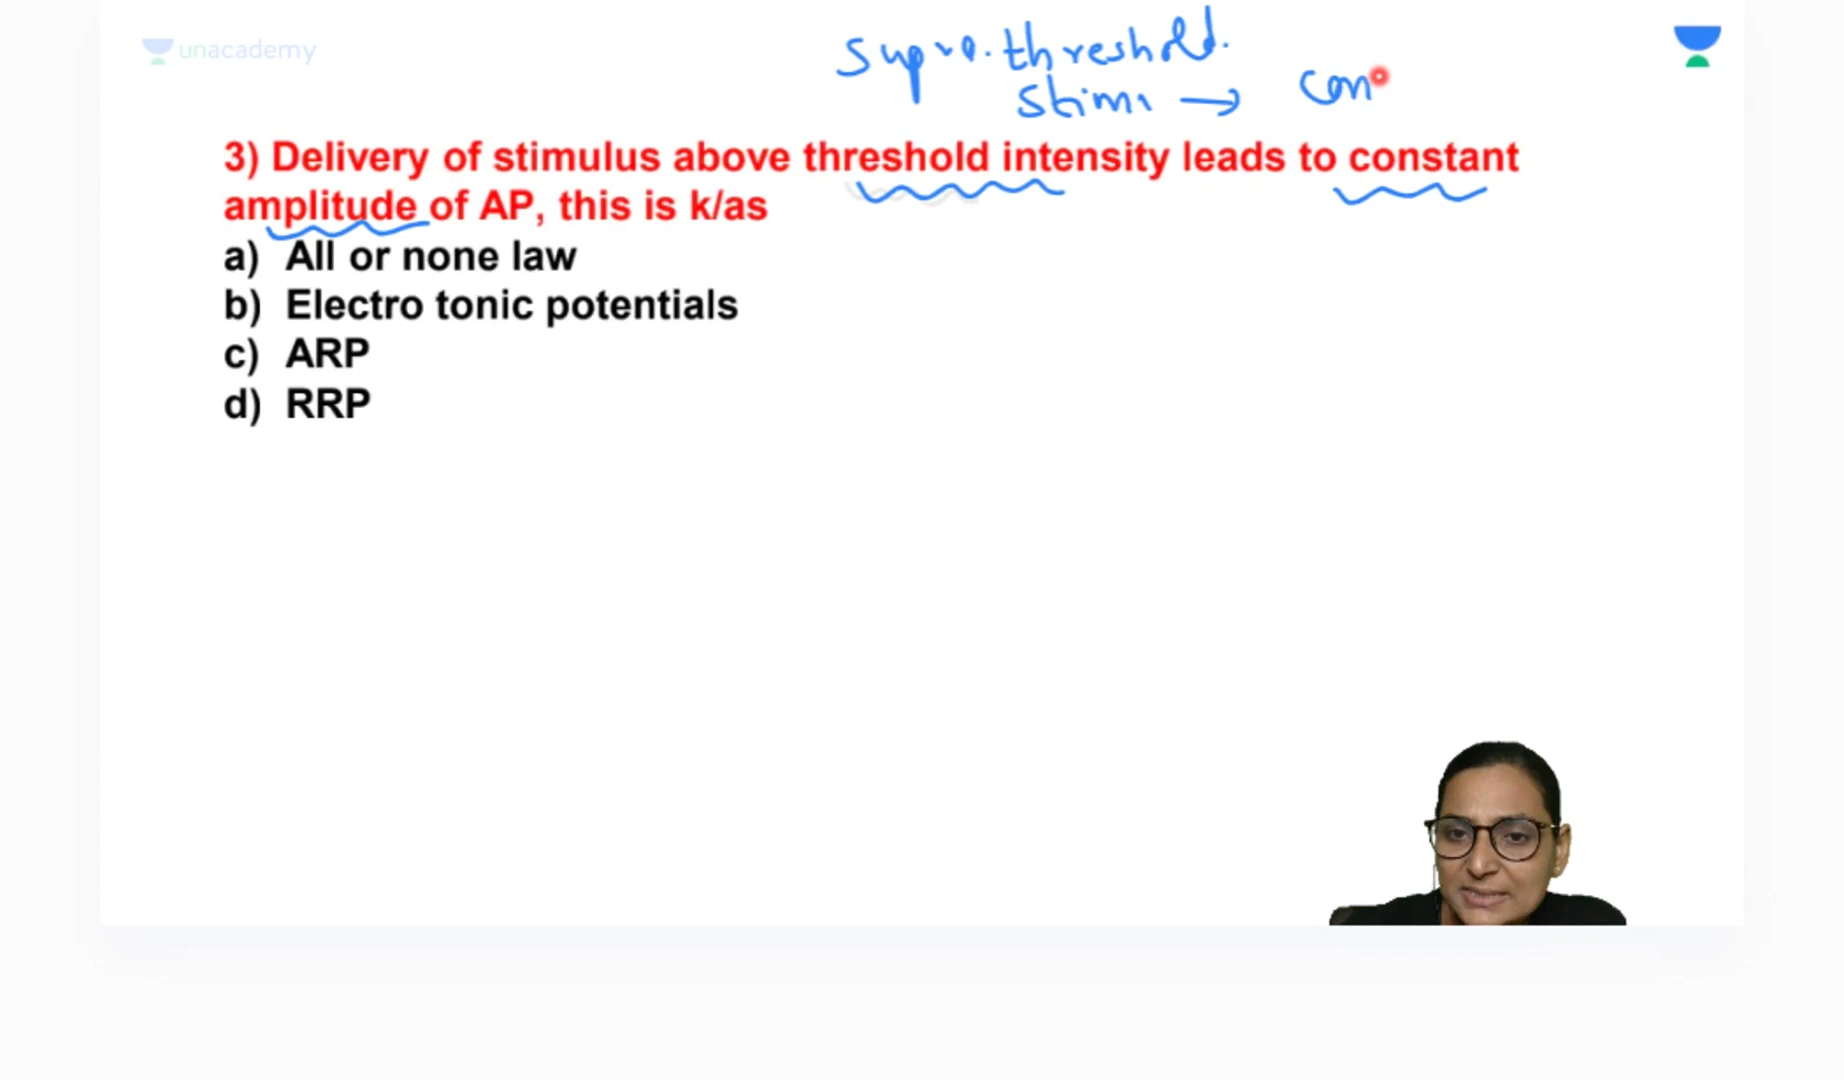 unacademy
Supra.threshold.
Stimi → Con
3) Delivery of stimulus above threshold intensity leads to constant
amplitude of AP, this is k/as
a) All or none law
b) Electro tonic potentials
c) ARP
d) RRP